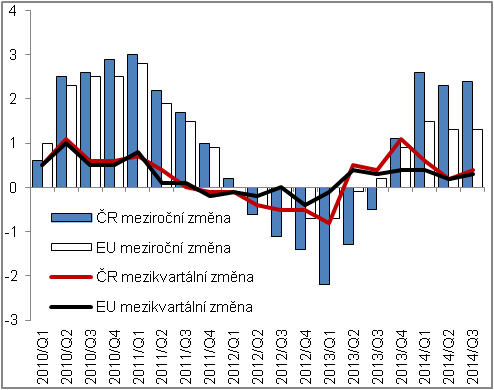 4
3
2
1
0
-1
-2
-3
ČR meziroční změna
EU meziroční změna
ČR mezikvartální změna
EU mezikvartální změna
2010/Q1
2010/Q2
2010/Q3
2010/Q4
2011/Q1
2011/Q2
2011/Q3
2011/Q4
2012/Q1
2012/Q2
2012/Q3
2012/Q4
2013/Q1
2013/Q2
2013/Q3
2013/Q4
2014/Q1
2014/Q2
2014/Q3